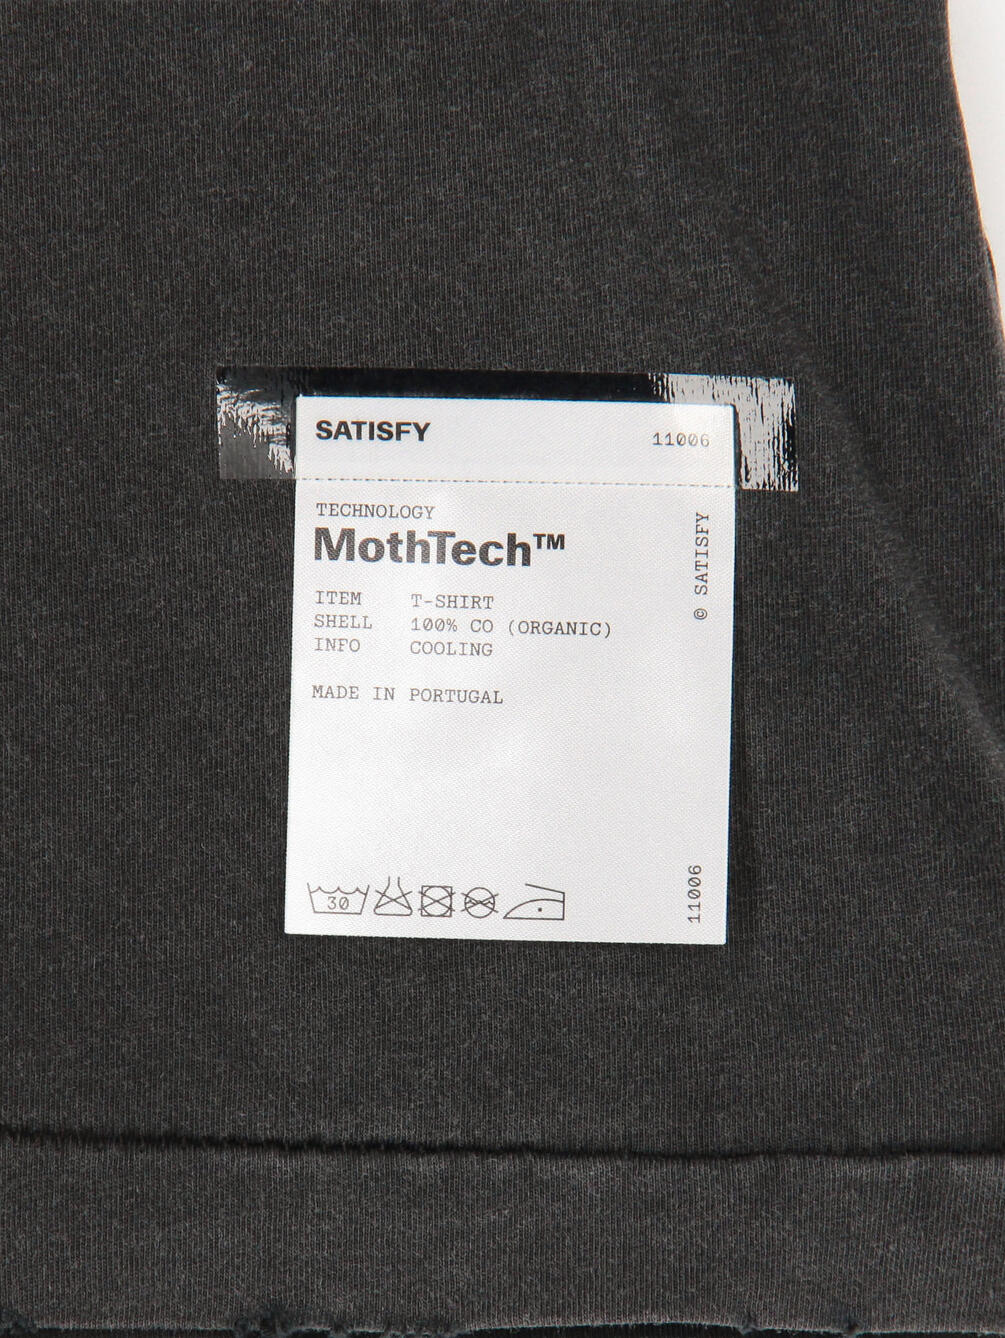 SATISFY 11006
TECHNOLOGY
MothTech™
ITEM T-SHIRT
SHELL 100% CO (ORGANIC)
INFO COOLING
MADE IN PORTUGAL
© SATISFY
30
11006